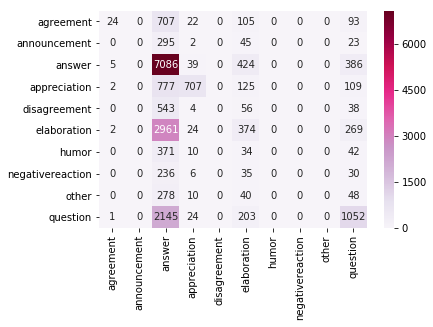 agreement 24 0 707 22 0 105 0 0 0 93
announcement 0 0 295 2 0 45 0 0 0 23
answer 5 0 7086 39 0 424 0 0 0 386
appreciation 2 0 777 707 0 125 0 0 0 109
disagreement 0 0 543 4 0 56 0 0 0 38
elaboration 2 0 2961 24 0 374 0 0 0 269
humor 0 0 371 10 0 34 0 0 0 42
negativereaction 0 0 236 6 0 35 0 0 0 30
other 0 0 278 10 0 40 0 0 0 48
question 1 0 2145 24 0 203 0 0 0 1052
agreement
announcement
answer
appreciation
disagreement
elaboration
humor
negativereaction
other
question
6000
4500
3000
1500
0